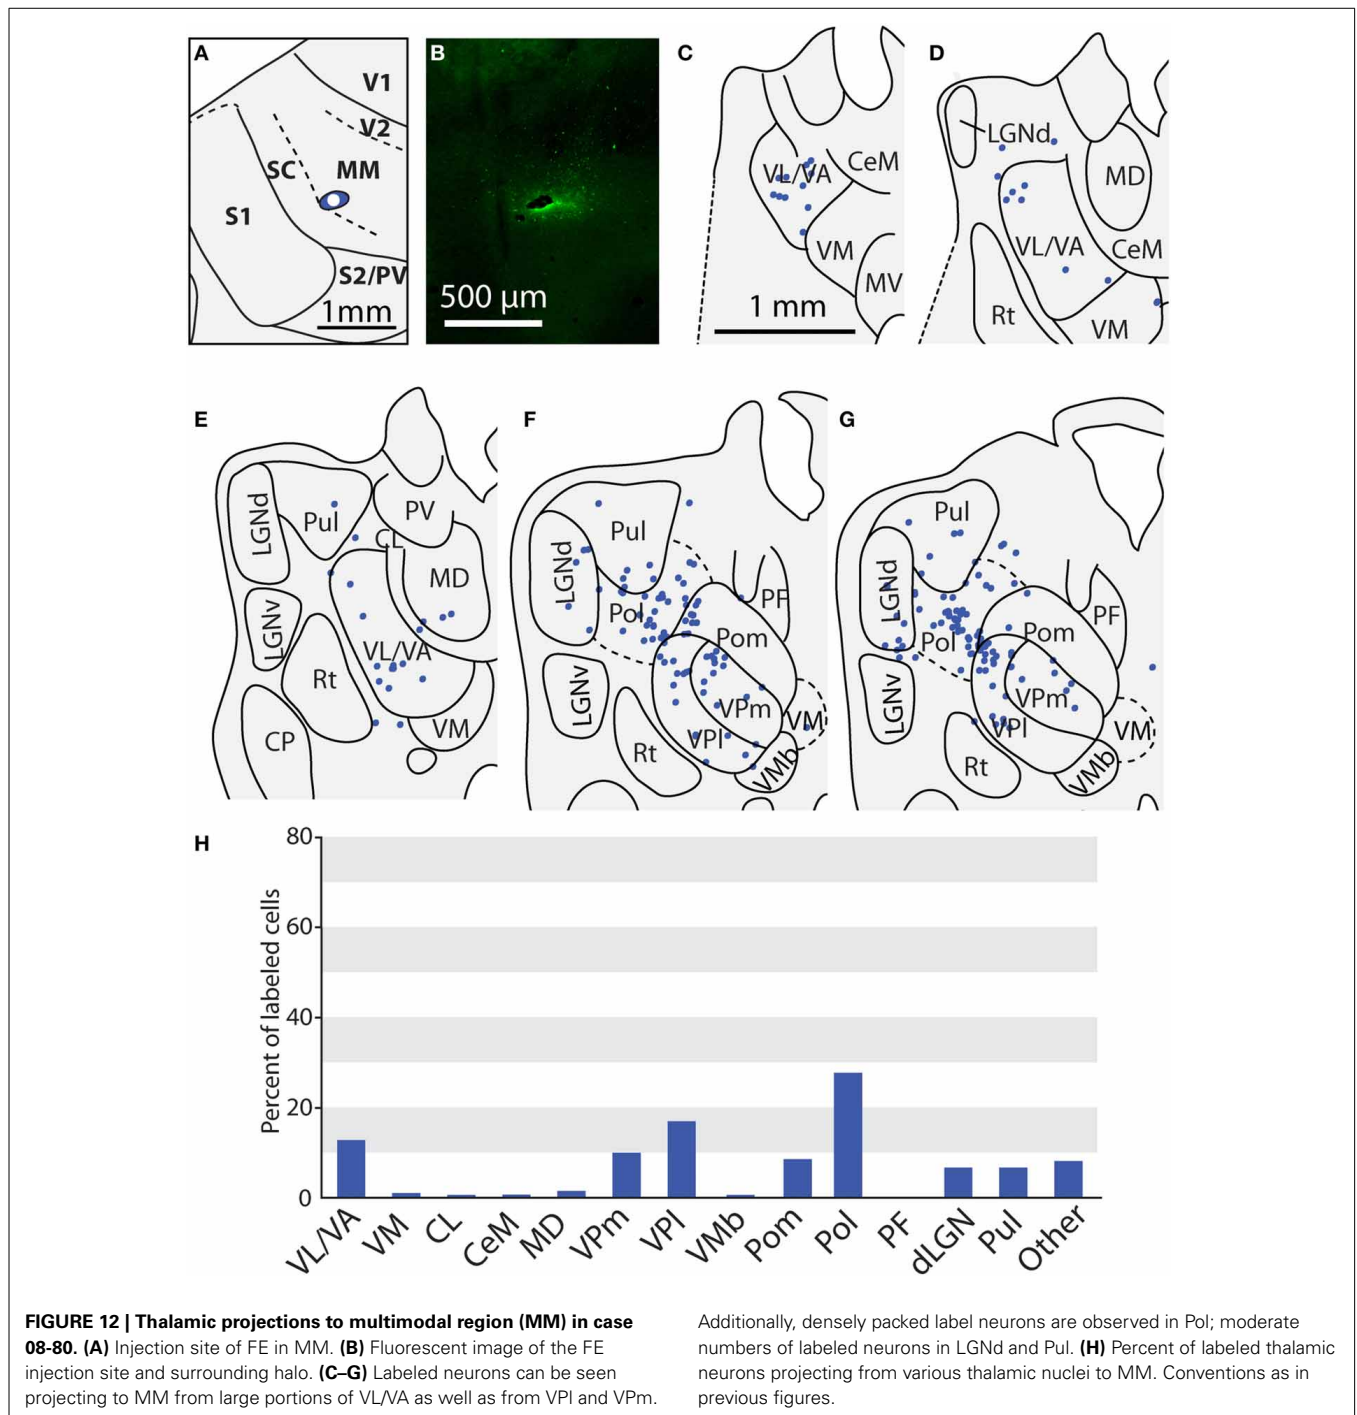 A
V1
V2
SC
MM
S1
S2/PV
1mm
B
500 µm
C
VL/VA
CeM
VM
MV
1 mm
D
LGNd
MD
VL/VA
CeM
Rt
VM
E
LGNd
Pul
PV
CL
MD
LGNv
VL/VA
Rt
CP
VM
F
Pul
LGNd
Pol
PF
Pom
LGNv
VPm
VM
VPl
Rt
VMb
G
Pul
LGNd
Pol
Pom
PF
LGNv
VPm
VPl
VM
Rt
VMb
H
Percent of labeled cells
80
60
40
20
0
VL/VA
VM
CL
CeM
MD
VPm
VPl
VMb
Pom
Pol
PF
dLGN
Pul
Other
FIGURE 12 | Thalamic projections to multimodal region (MM) in case
08-80. (A) Injection site of FE in MM. (B) Fluorescent image of the FE
injection site and surrounding halo. (C–G) Labeled neurons can be seen
projecting to MM from large portions of VL/VA as well as from VPl and VPm.
Additionally, densely packed label neurons are observed in Pol; moderate
numbers of labeled neurons in LGNd and Pul. (H) Percent of labeled thalamic
neurons projecting from various thalamic nuclei to MM. Conventions as in
previous figures.